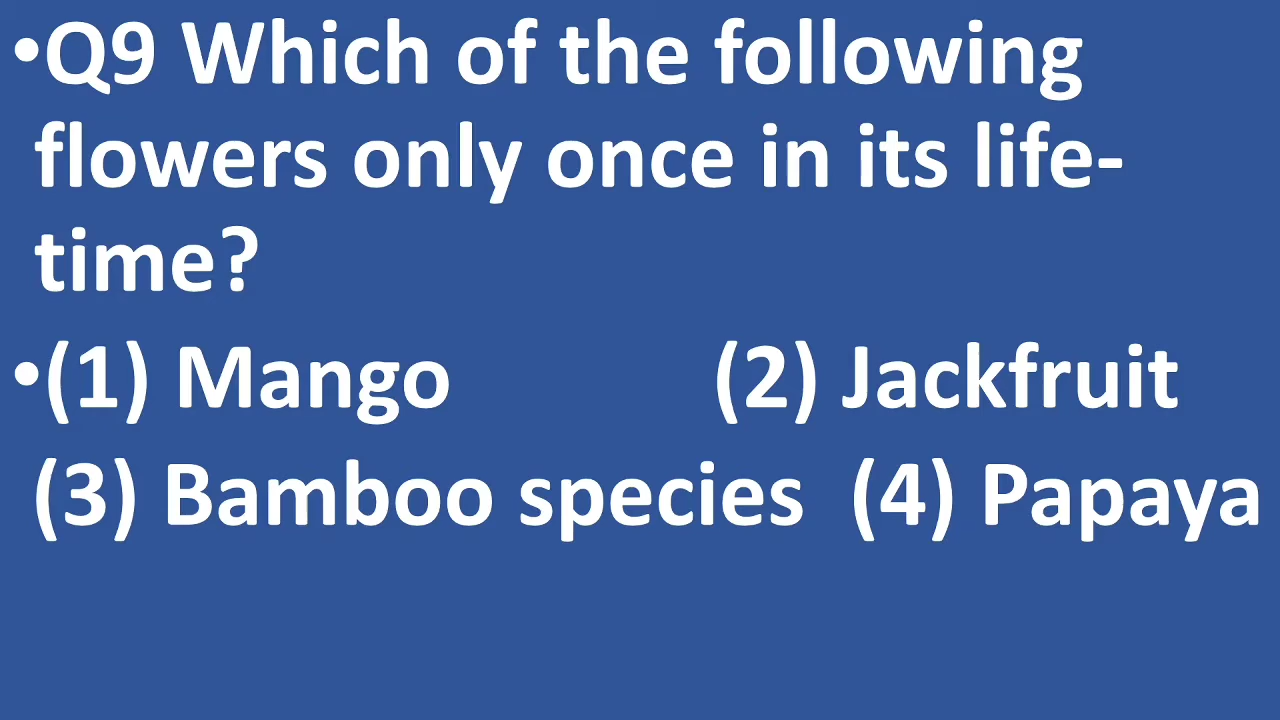 •Q9 Which of the following
flowers only once in its life-
time?
•(1) Mango (2) Jackfruit
(3) Bamboo species (4) Papaya